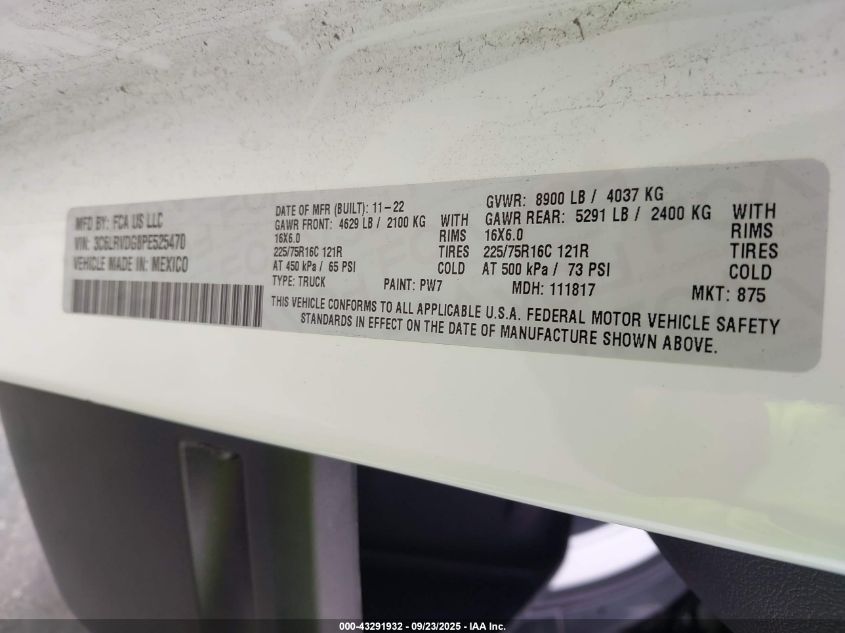 MFD BY: FCA US LLC
VIN: 3C6LRVDG8PE525470
VEHICLE MADE IN: MEXICO
DATE OF MFR (BUILT): 11-22
GVWR: 8900 LB / 4037 KG
GAWR FRONT: 4629 LB / 2100 KG WITH
16X6.0 RIMS
225/75R16C 121R TIRES
AT 450 kPa / 65 PSI COLD
GAWR REAR: 5291 LB / 2400 KG WITH
16X6.0 RIMS
225/75R16C 121R TIRES
AT 500 kPa / 73 PSI COLD
TYPE: TRUCK PAINT: PW7 MDH: 111817 MKT: 875
THIS VEHICLE CONFORMS TO ALL APPLICABLE U.S.A. FEDERAL MOTOR VEHICLE SAFETY
STANDARDS IN EFFECT ON THE DATE OF MANUFACTURE SHOWN ABOVE.
000-43291932 - 09/23/2025 - IAA Inc.